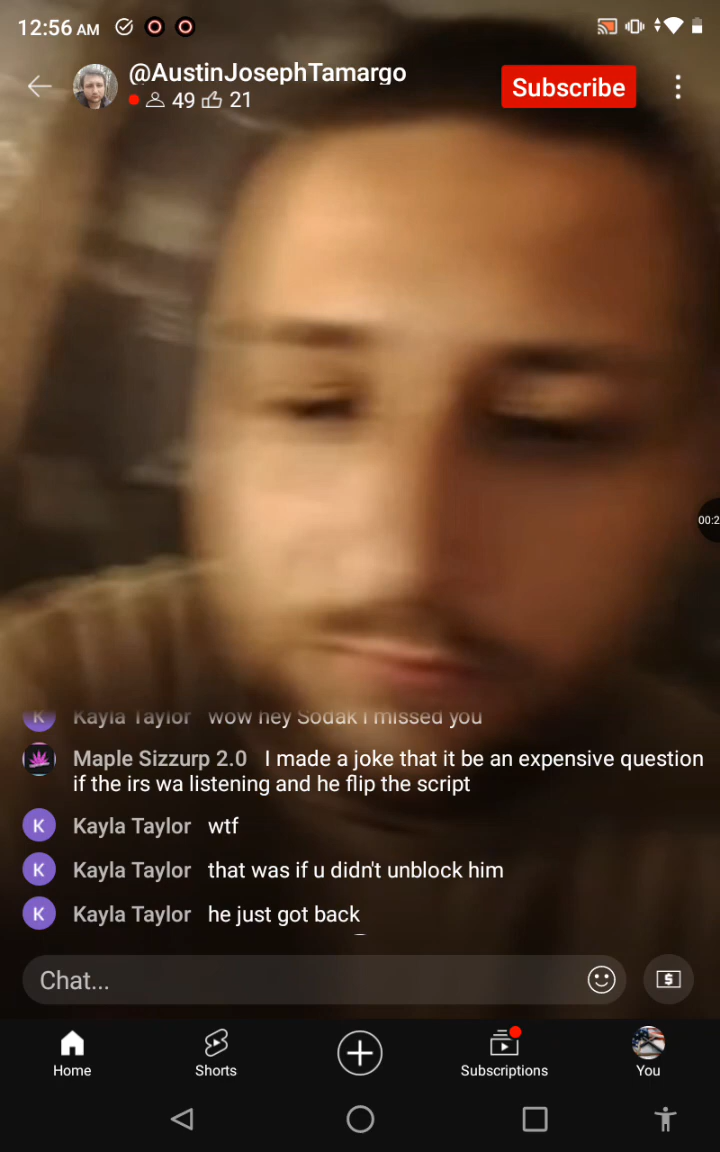 12:56 AM
@AustinJosephTamargo
49 21
Subscribe
00:2
Kayla Taylor wow hey Sodak I missed you
Maple Sizzurp 2.0 I made a joke that it be an expensive question
if the irs wa listening and he flip the script
K Kayla Taylor wtf
K Kayla Taylor that was if u didn't unblock him
K Kayla Taylor he just got back
Chat...
Home Shorts Subscriptions You